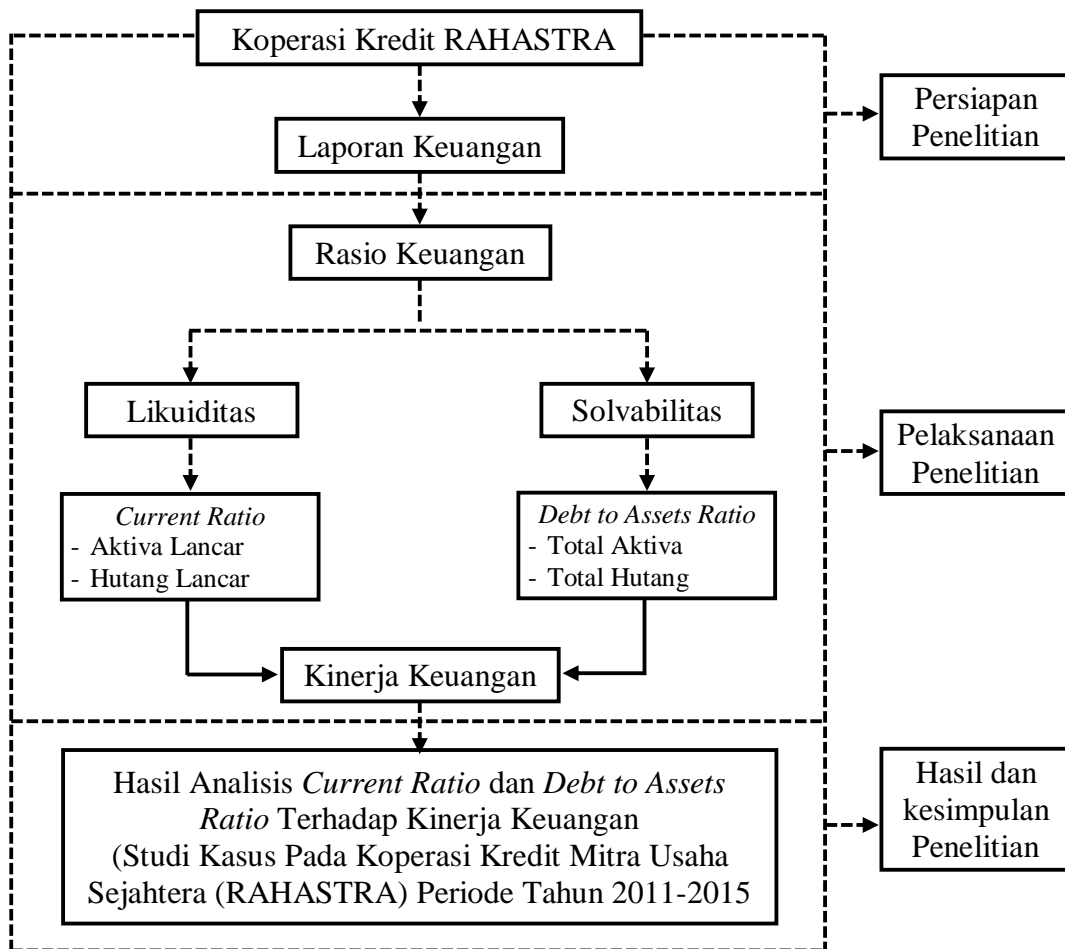 Koperasi Kredit RAHASTRA
Laporan Keuangan
Persiapan
Penelitian
Rasio Keuangan
Likuiditas
Solvabilitas
Current Ratio
- Aktiva Lancar
- Hutang Lancar
Debt to Assets Ratio
- Total Aktiva
- Total Hutang
Kinerja Keuangan
Pelaksanaan
Penelitian
Hasil Analisis Current Ratio dan Debt to Assets
Ratio Terhadap Kinerja Keuangan
(Studi Kasus Pada Koperasi Kredit Mitra Usaha
Sejahtera (RAHASTRA) Periode Tahun 2011-2015
Hasil dan
kesimpulan
Penelitian